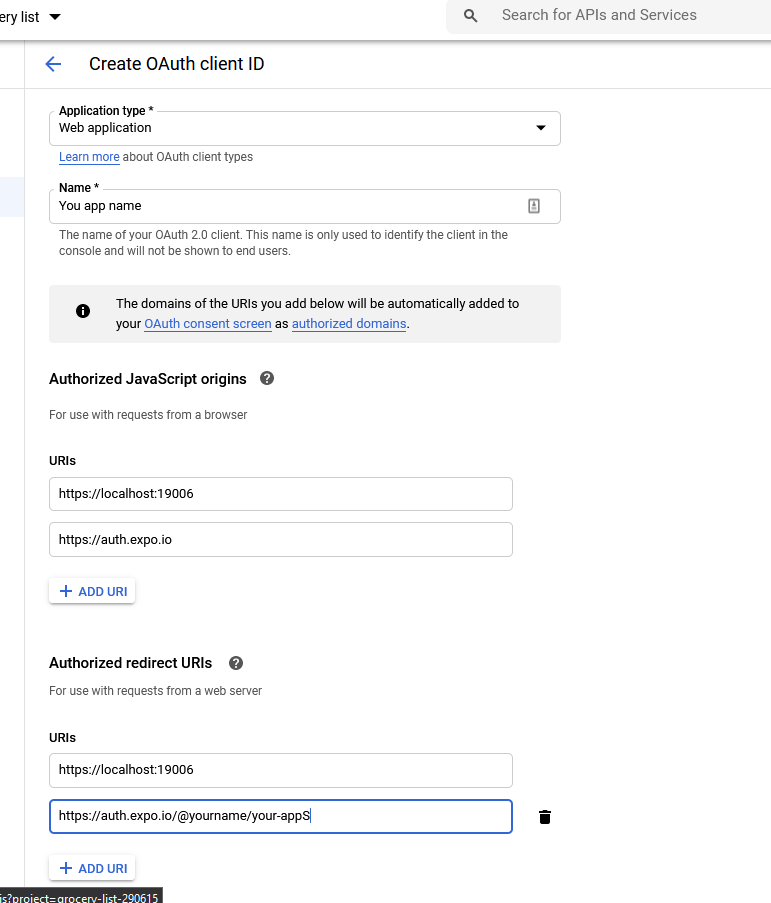 ery list
Search for APIs and Services
Create OAuth client ID
Application type *
Web application
Learn more about OAuth client types
Name *
You app name
The name of your OAuth 2.0 client. This name is only used to identify the client in the
console and will not be shown to end users.
The domains of the URIs you add below will be automatically added to
your OAuth consent screen as authorized domains.
Authorized JavaScript origins
For use with requests from a browser
URIs
https://localhost:19006
https://auth.expo.io
ADD URI
Authorized redirect URIs
For use with requests from a web server
URIs
https://localhost:19006
https://auth.expo.io/@yourname/your-appS
ADD URI
is?project=grocery-list-290615